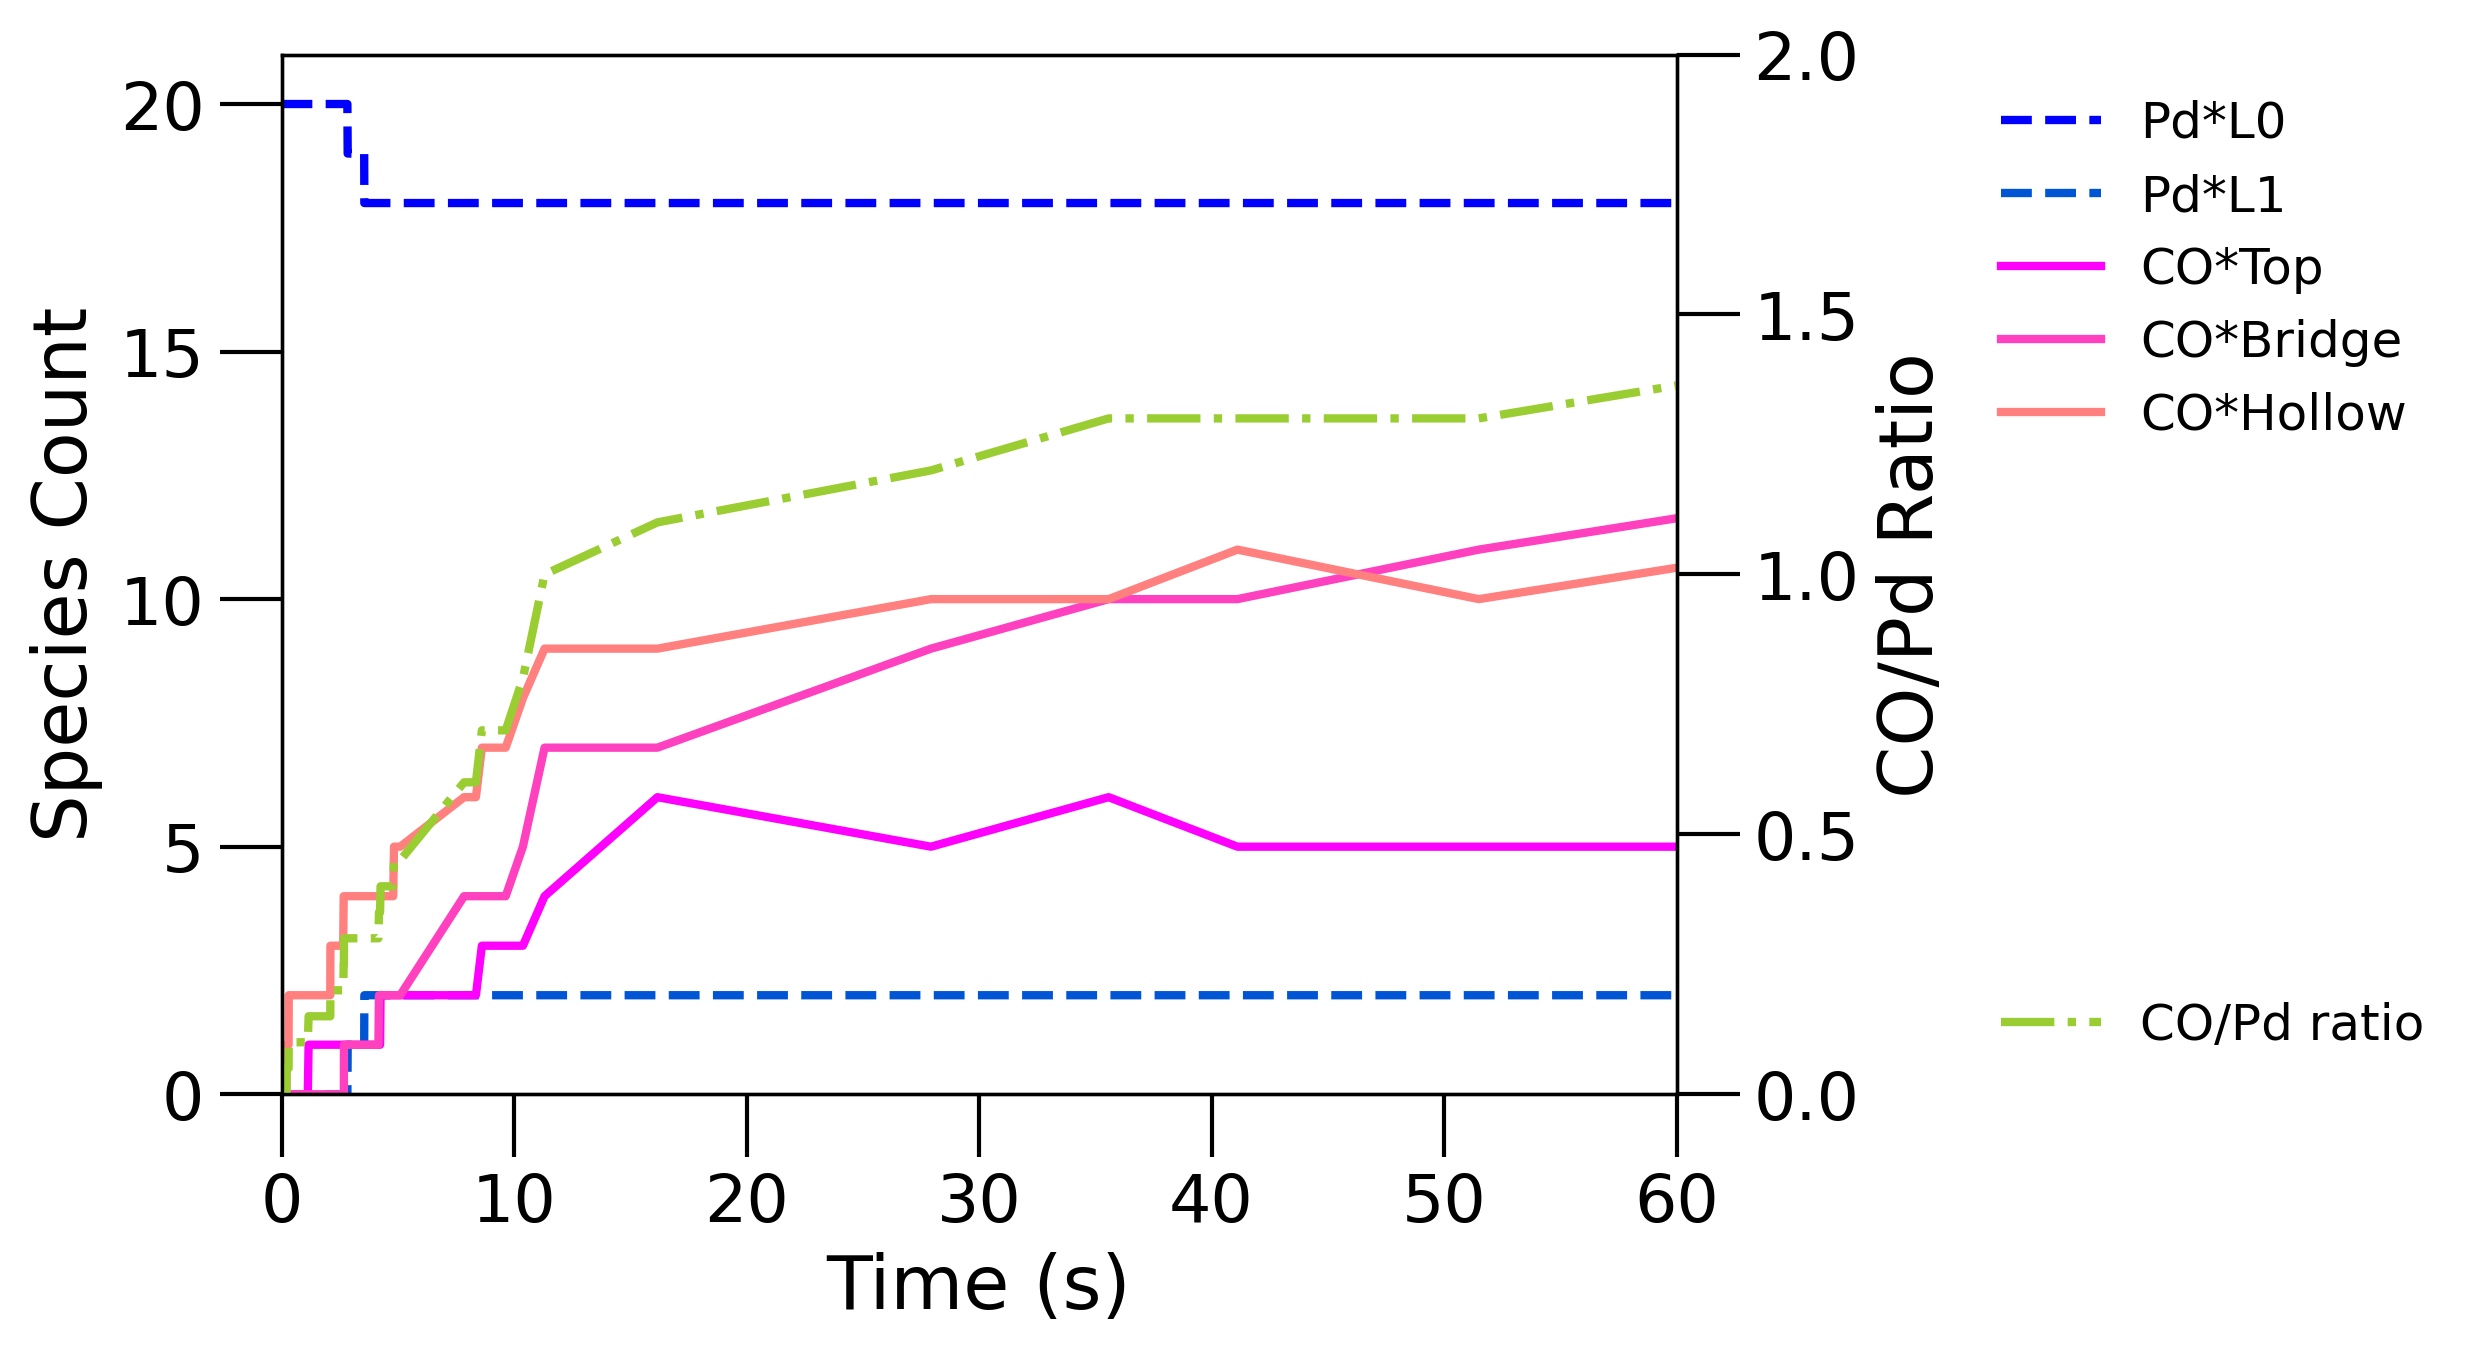 Species Count
20
15
10
5
0
0 10 20 30 40 50 60
Time (s)
2.0
1.5
1.0
0.5
0.0
CO/Pd Ratio
Pd*L0
Pd*L1
CO*Top
CO*Bridge
CO*Hollow
CO/Pd ratio